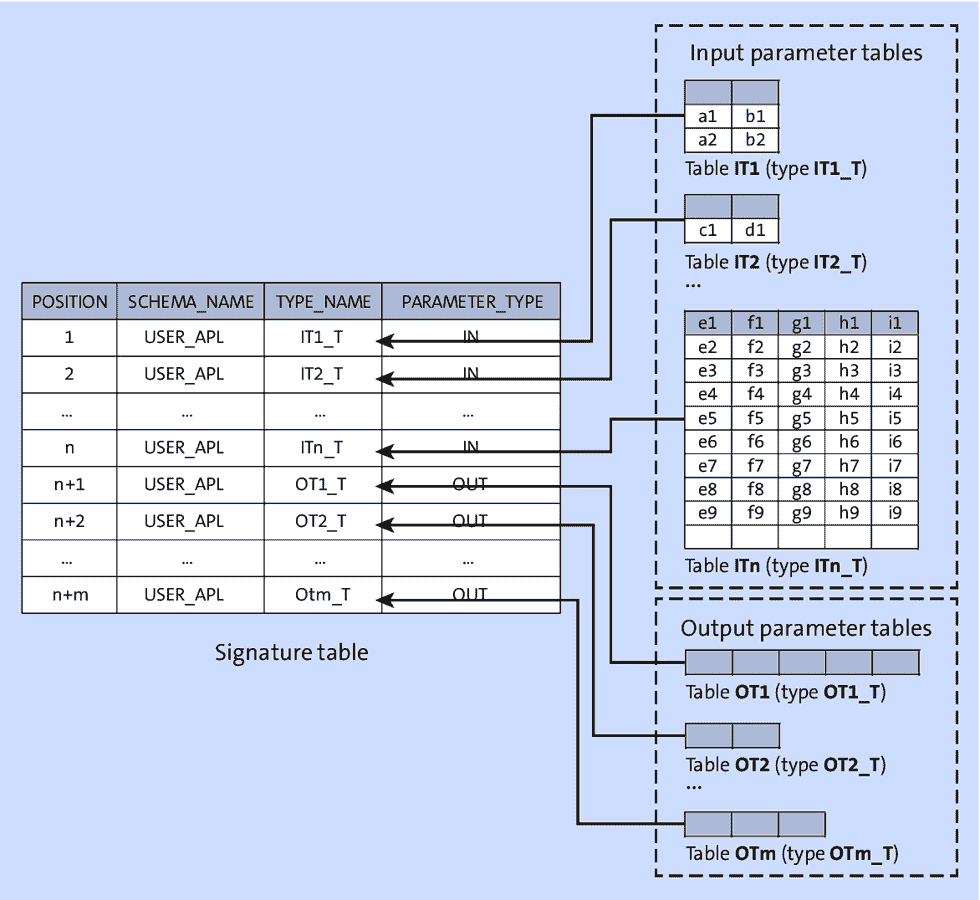 Input parameter tables
a1 b1
a2 b2
Table IT1 (type IT1_T)
c1 d1
Table IT2 (type IT2_T)
...
e1 f1 g1 h1 i1
e2 f2 g2 h2 i2
e3 f3 g3 h3 i3
e4 f4 g4 h4 i4
e5 f5 g5 h5 i5
e6 f6 g6 h6 i6
e7 f7 g7 h7 i7
e8 f8 g8 h8 i8
e9 f9 g9 h9 i9
Table ITn (type ITn_T)
POSITION SCHEMA_NAME TYPE_NAME PARAMETER_TYPE
1 USER_APL IT1_T IN
2 USER_APL IT2_T IN
... ... ... ...
n USER_APL ITn_T IN
n+1 USER_APL OT1_T OUT
n+2 USER_APL OT2_T OUT
... ... ... ...
n+m USER_APL Otm_T OUT
Signature table
Output parameter tables
Table OT1 (type OT1_T)
Table OT2 (type OT2_T)
...
Table OTm (type OTm_T)